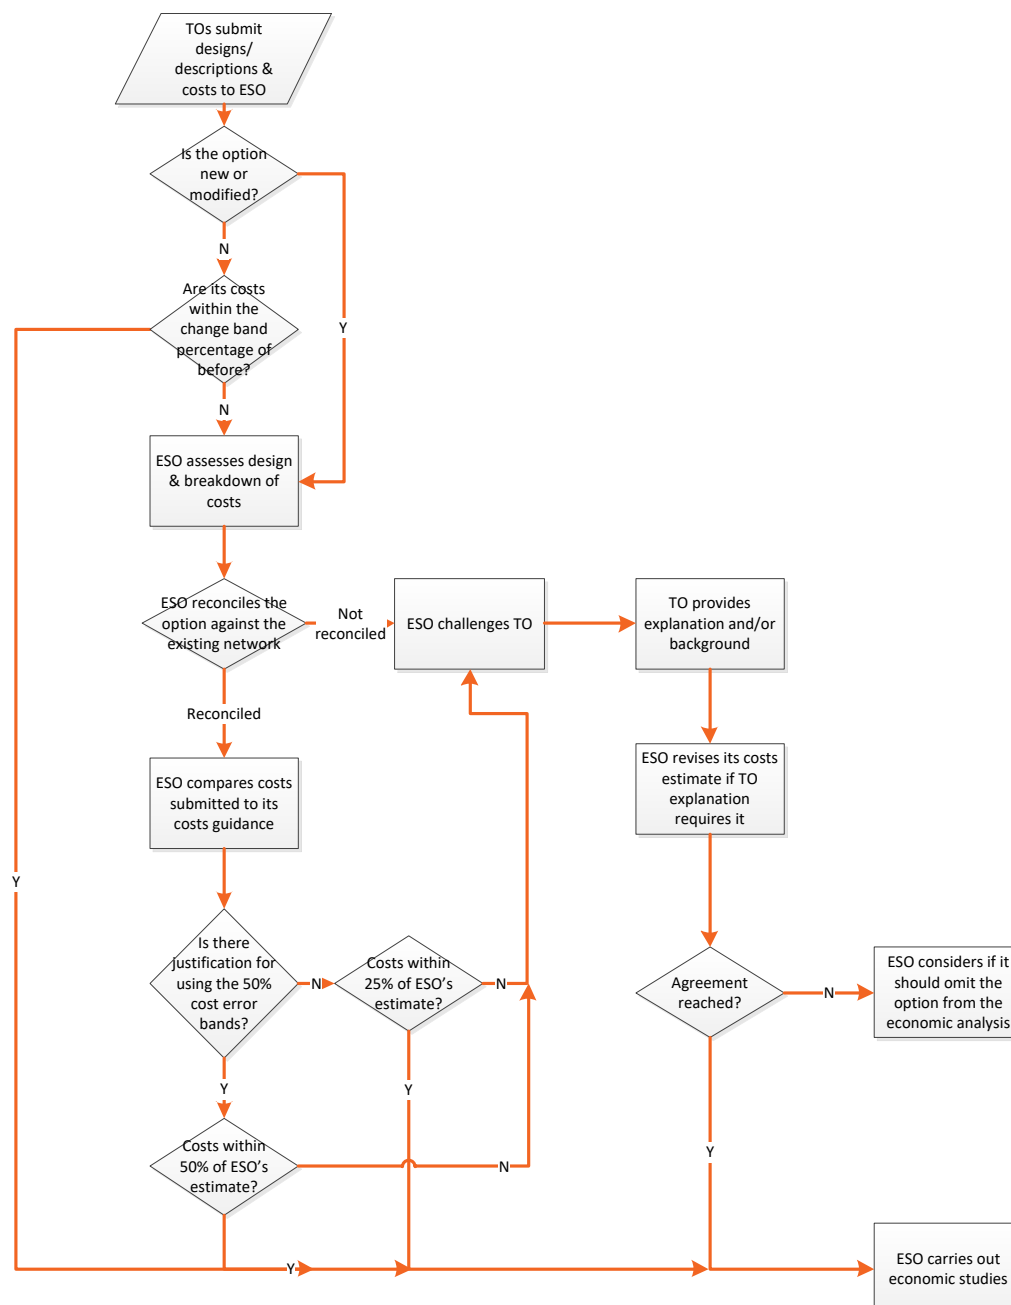 TOs submit
designs/
descriptions &
costs to ESO
Is the option
new or
modified?
N
Y
Are its costs
within the
change band
percentage of
before?
N
Y
ESO assesses design
& breakdown of
costs
ESO reconciles the
option against the
existing network
Not
reconciled
Reconciled
ESO challenges TO
TO provides
explanation and/or
background
ESO revises its costs
estimate if TO
explanation
requires it
ESO compares costs
submitted to its
costs guidance
Is there
justification for
using the 50%
cost error
bands?
N
Y
Costs within
25% of ESO's
estimate?
N
Y
Agreement
reached?
N
Y
ESO considers if it
should omit the
option from the
economic analysis
Costs within
50% of ESO's
estimate?
N
Y
ESO carries out
economic studies